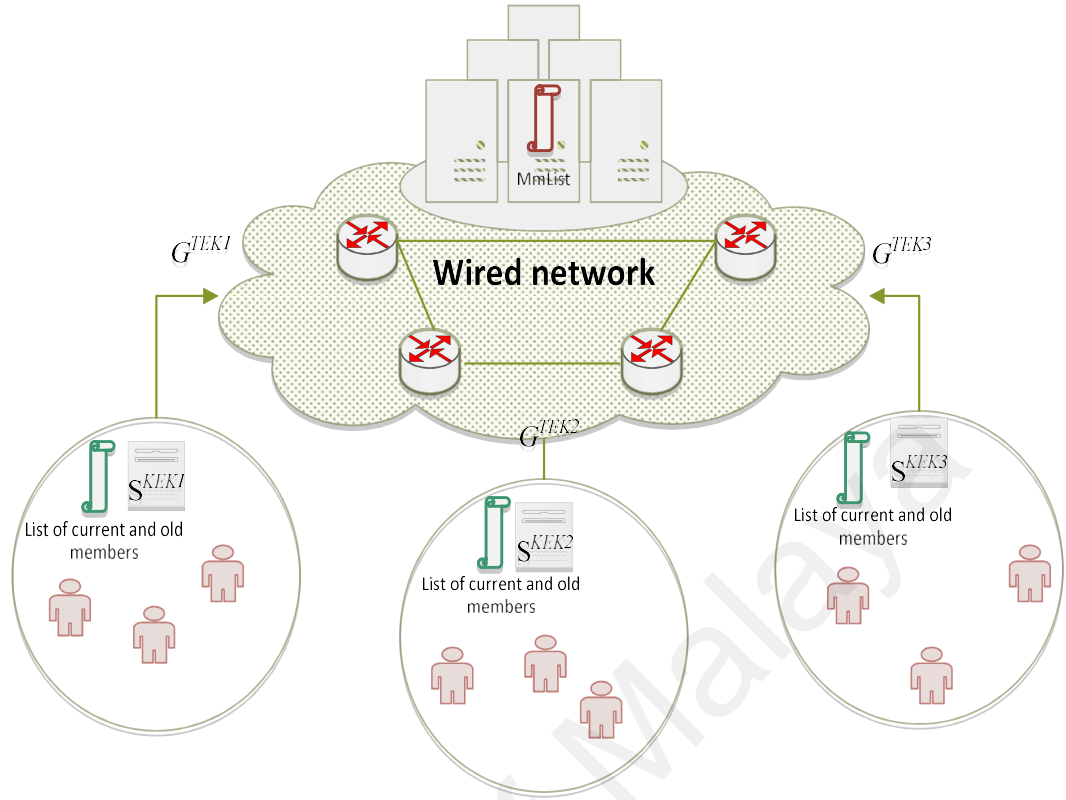 MmList
G^TEK1
G^TEK3
Wired network
G^TEK2
S^KEK1
List of current and old
members
S^KEK2
List of current and old
members
S^KEK3
List of current and old
members
Malaya